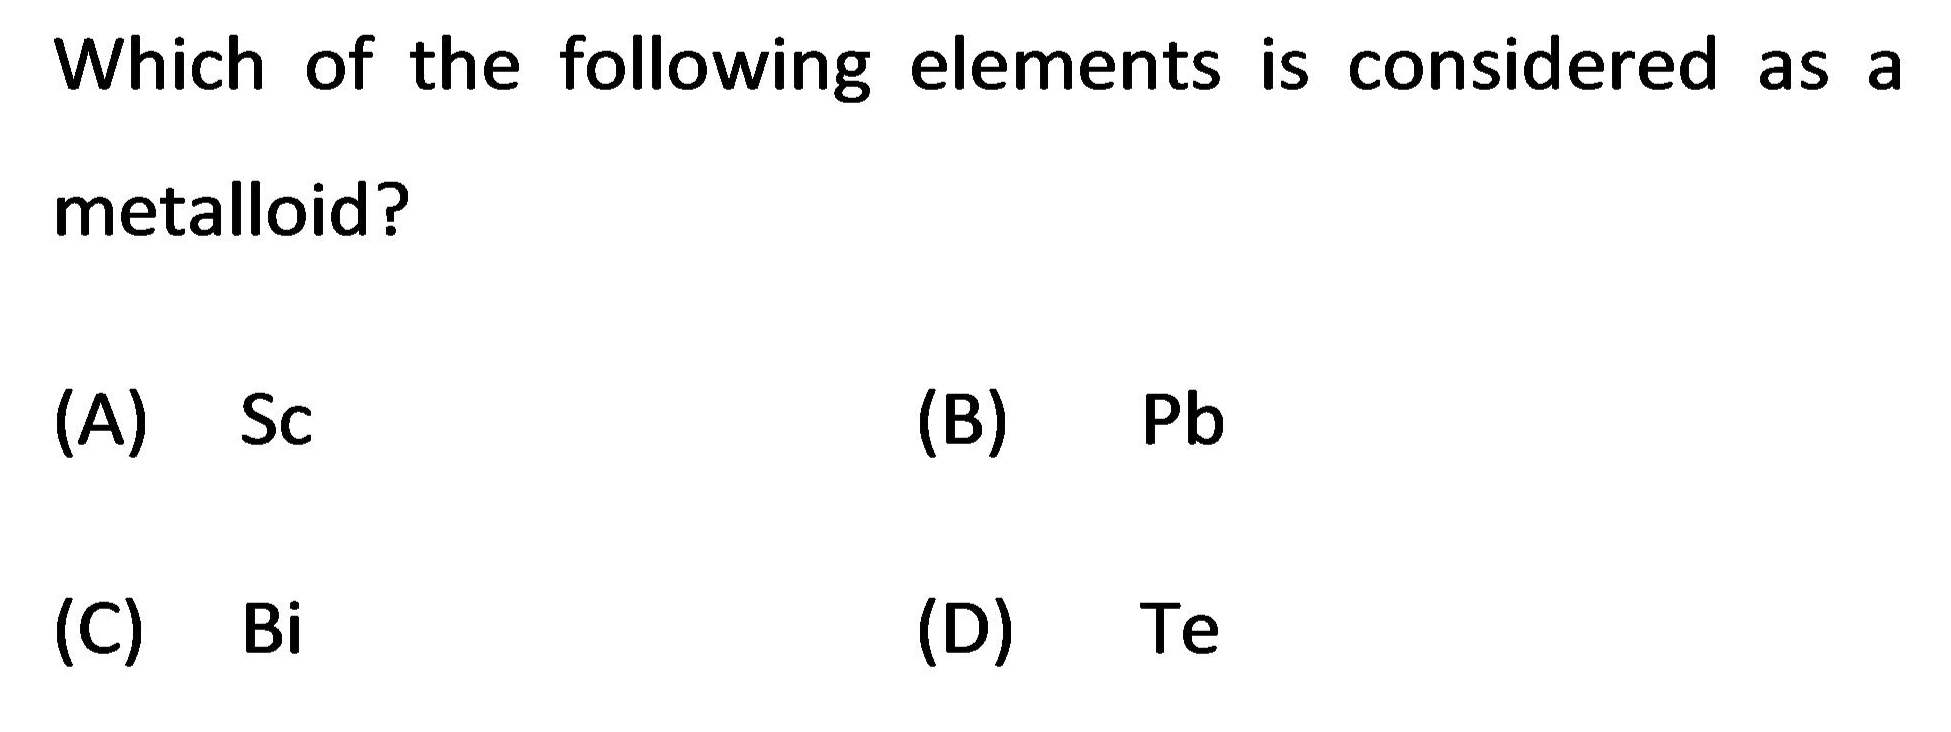 Which of the following elements is considered as a
metalloid?
(A) Sc (B) Pb
(C) Bi (D) Te